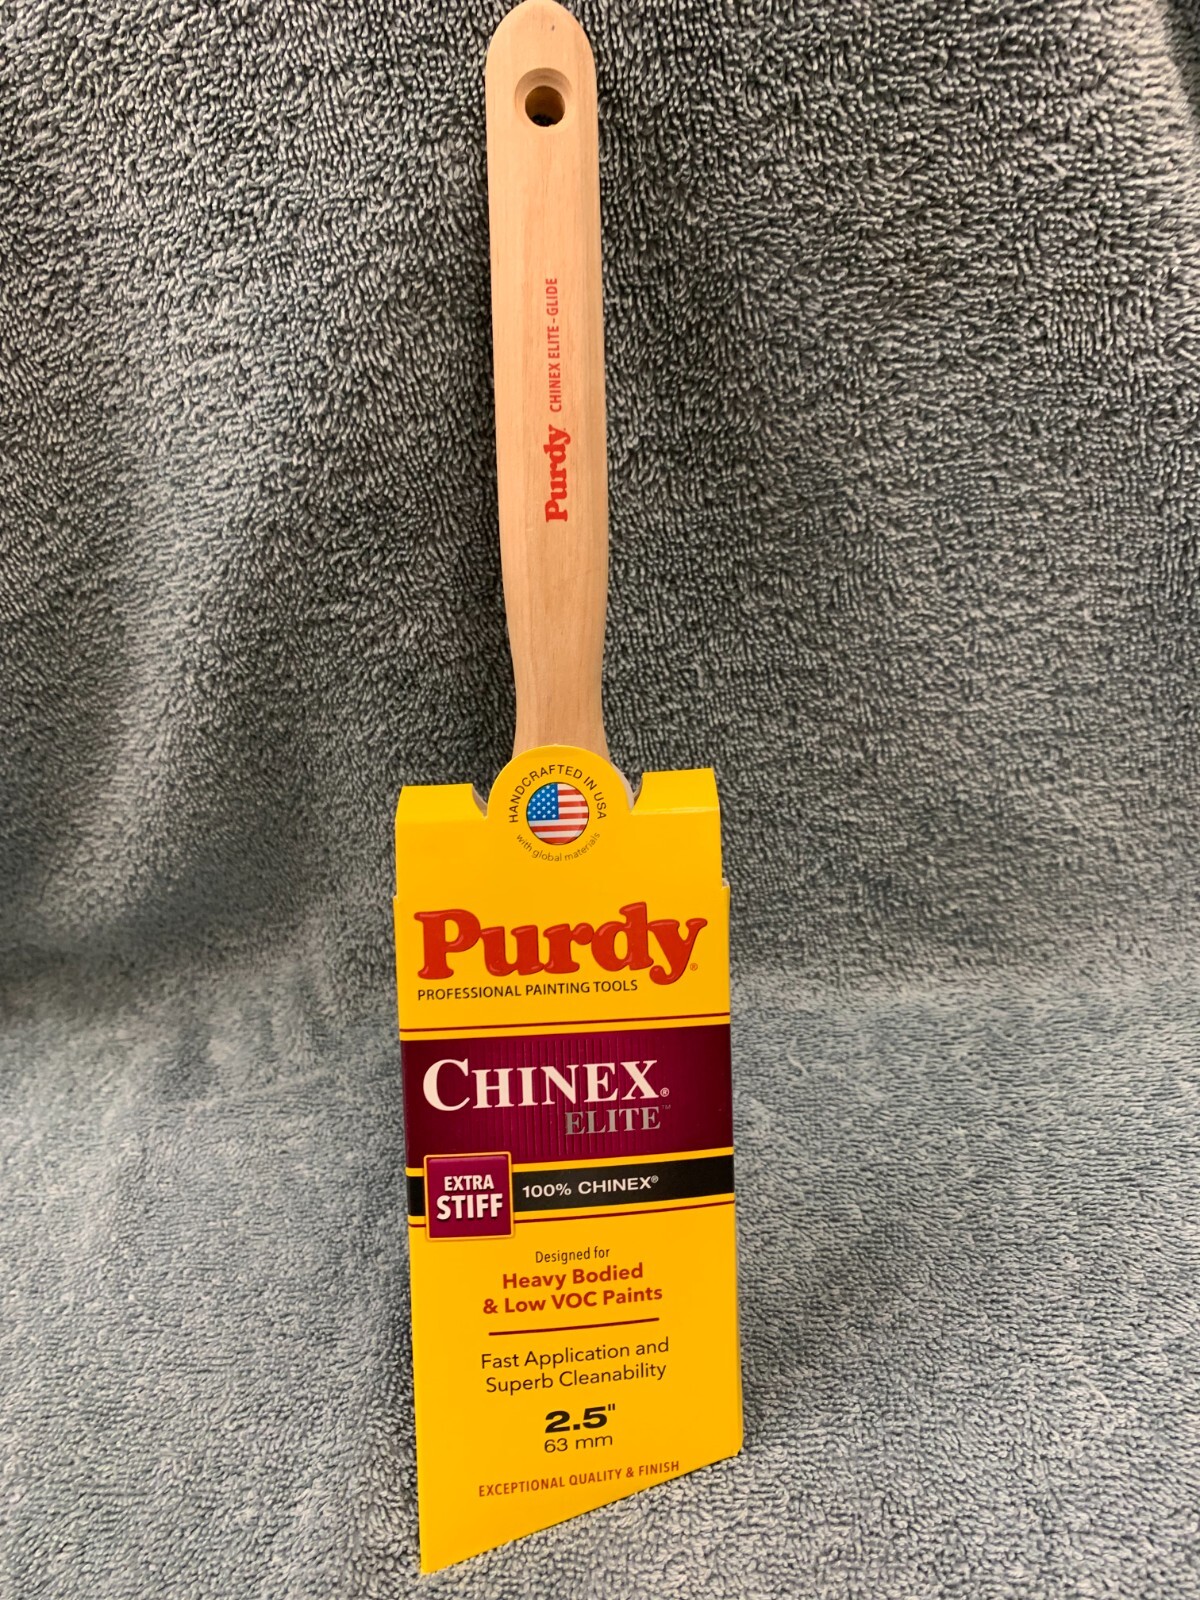 Purdy CHINEX ELITE - GLIDE
HANDCRAFTED IN USA
with global materials
Purdy®
PROFESSIONAL PAINTING TOOLS
CHINEX®
ELITE™
EXTRA
STIFF
100% CHINEX®
Designed for
Heavy Bodied
& Low VOC Paints
Fast Application and
Superb Cleanability
2.5"
63 mm
EXCEPTIONAL QUALITY & FINISH